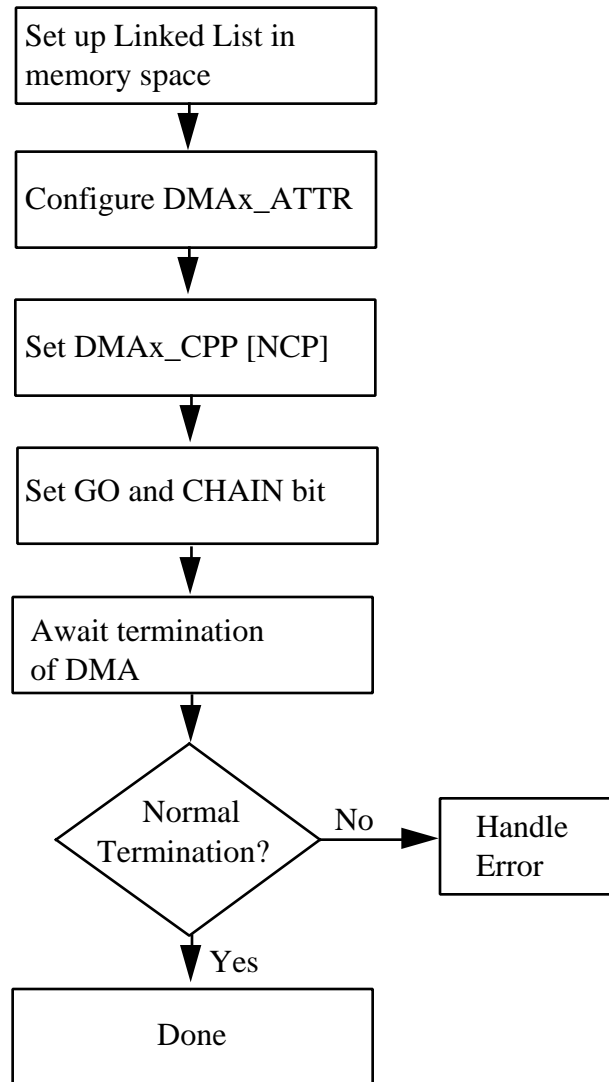 Set up Linked List in
memory space
Configure DMAx_ATTR
Set DMAx_CPP [NCP]
Set GO and CHAIN bit
Await termination
of DMA
Normal
Termination?
No
Handle
Error
Yes
Done